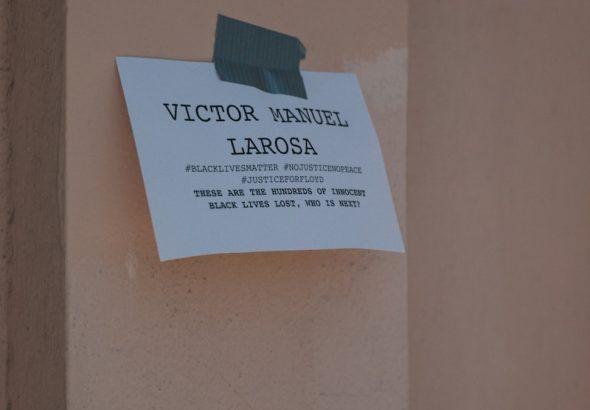 VICTOR MANUEL
LAROSA
#BLACKLIVESMATTER #NOJUSTICENOPEACE
#JUSTICEFORFLOYD
THESE ARE THE HUNDREDS OF INNOCENT
BLACK LIVES LOST, WHO IS NEXT?